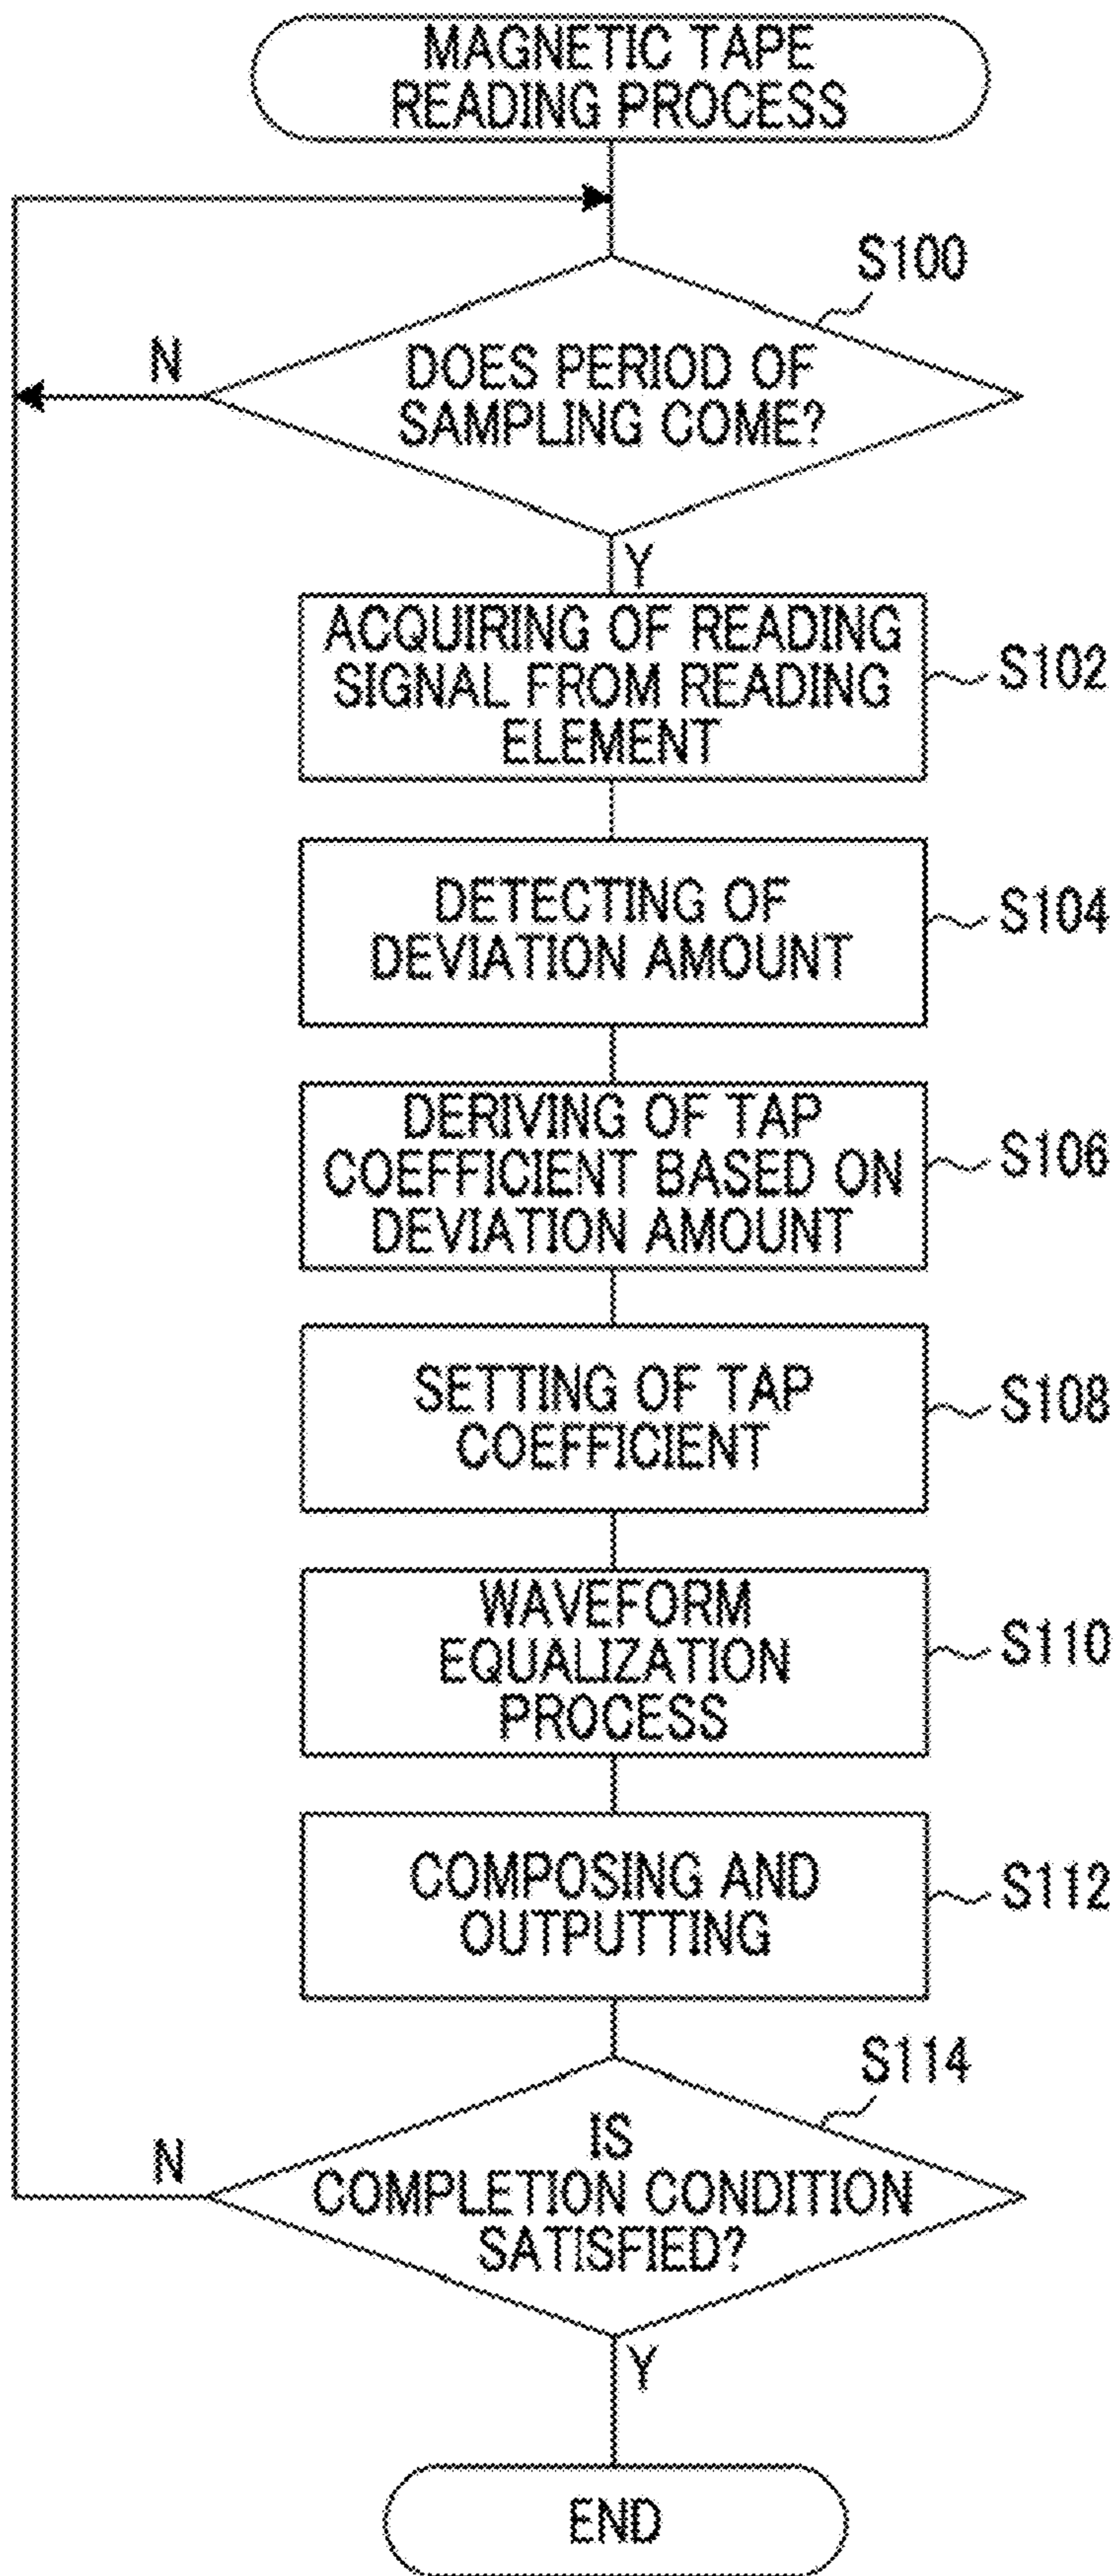 MAGNETIC TAPE
READING PROCESS
S100
N
DOES PERIOD OF
SAMPLING COME?
Y
ACQUIRING OF READING
SIGNAL FROM READING
ELEMENT
S102
DETECTING OF
DEVIATION AMOUNT
S104
DERIVING OF TAP
COEFFICIENT BASED ON
DEVIATION AMOUNT
S106
SETTING OF TAP
COEFFICIENT
S108
WAVEFORM
EQUALIZATION
PROCESS
S110
COMPOSING AND
OUTPUTTING
S112
S114
N
IS
COMPLETION CONDITION
SATISFIED?
Y
END